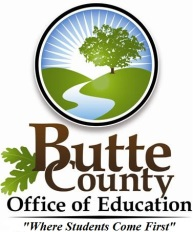 Butte
County
Office of Education
"Where Students Come First"